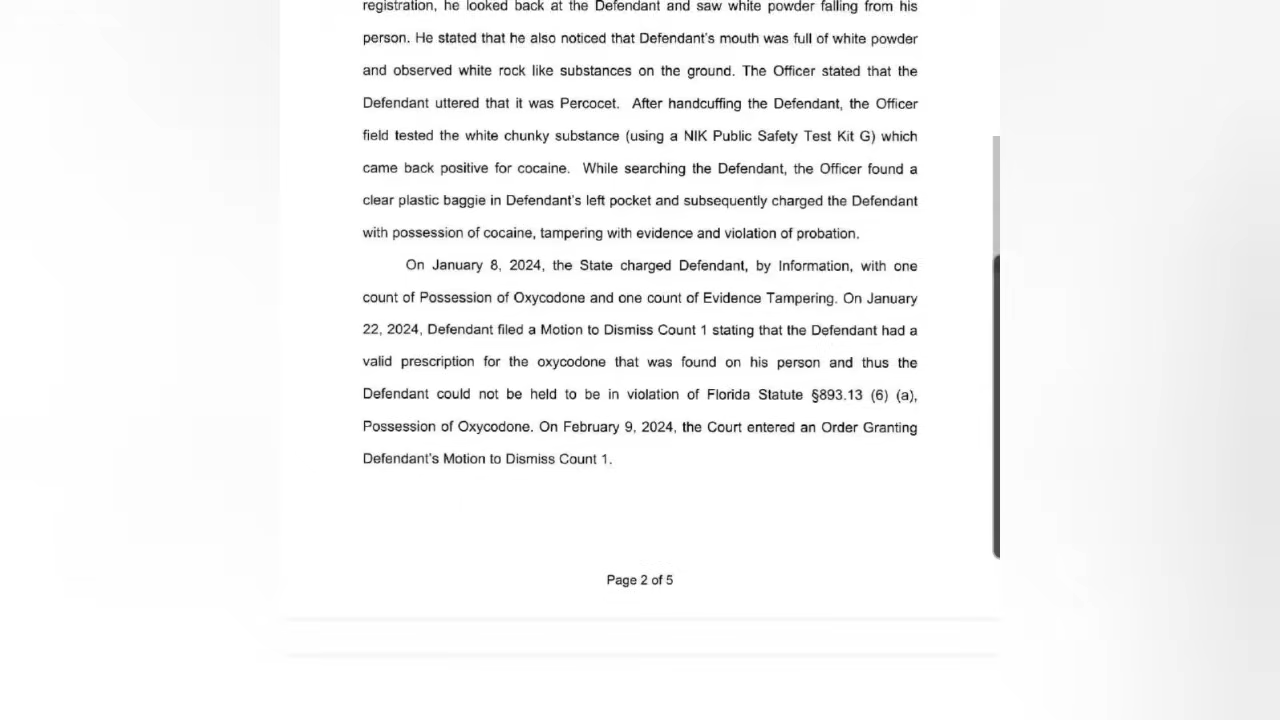 registration, he looked back at the Defendant and saw white powder falling from his
person. He stated that he also noticed that Defendant's mouth was full of white powder
and observed white rock like substances on the ground. The Officer stated that the
Defendant uttered that it was Percocet. After handcuffing the Defendant, the Officer
field tested the white chunky substance (using a NIK Public Safety Test Kit G) which
came back positive for cocaine. While searching the Defendant, the Officer found a
clear plastic baggie in Defendant's left pocket and subsequently charged the Defendant
with possession of cocaine, tampering with evidence and violation of probation.
On January 8, 2024, the State charged Defendant, by Information, with one
count of Possession of Oxycodone and one count of Evidence Tampering. On January
22, 2024, Defendant filed a Motion to Dismiss Count 1 stating that the Defendant had a
valid prescription for the oxycodone that was found on his person and thus the
Defendant could not be held to be in violation of Florida Statute §893.13 (6) (a),
Possession of Oxycodone. On February 9, 2024, the Court entered an Order Granting
Defendant's Motion to Dismiss Count 1.
Page 2 of 5